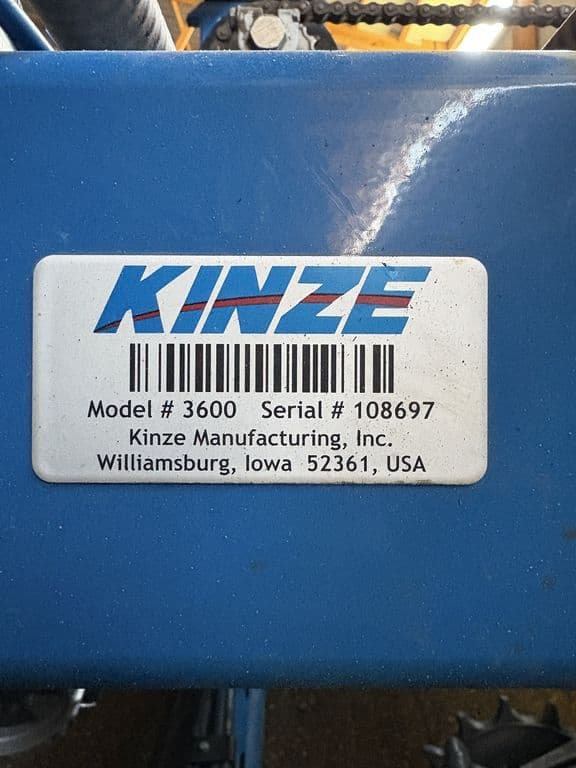 KINZE
Model # 3600 Serial # 108697
Kinze Manufacturing, Inc.
Williamsburg, Iowa 52361, USA